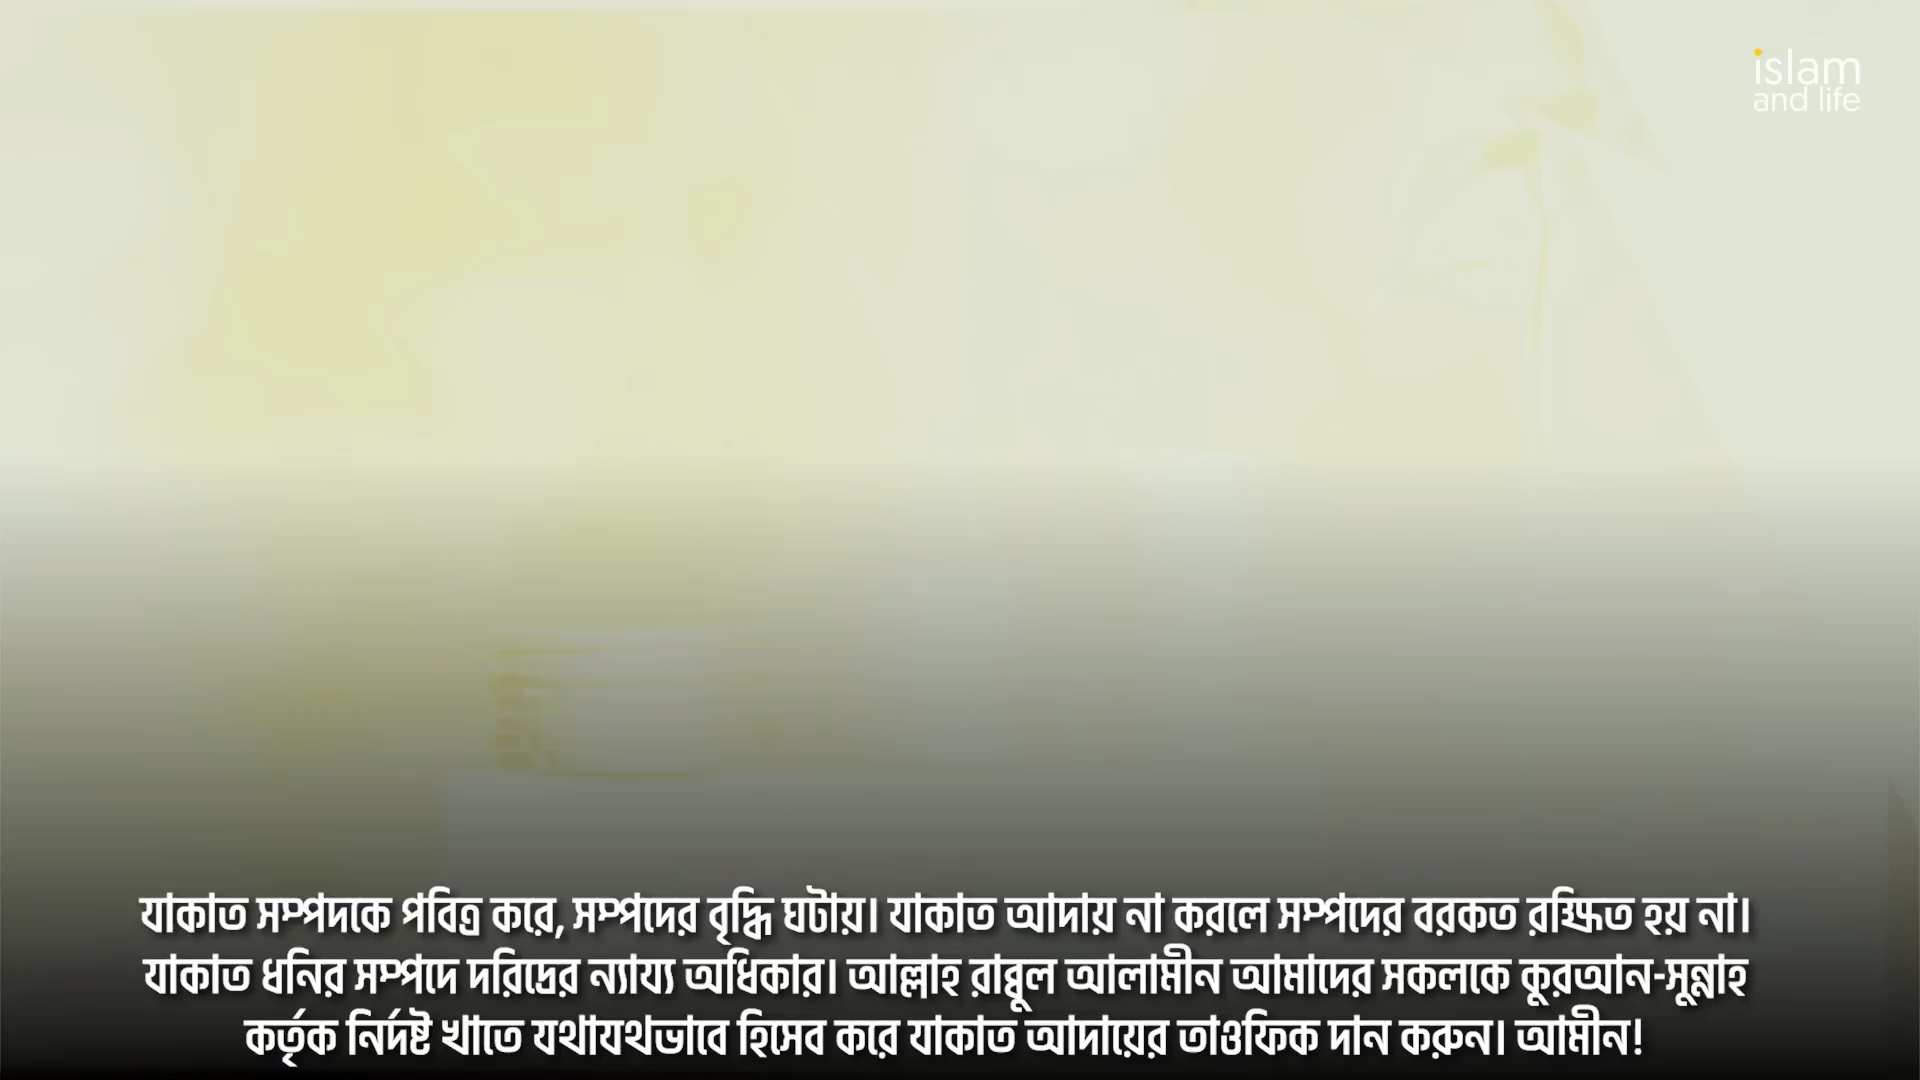 islam
and life
যাকাত সম্পদকে পবিত্র করে, সম্পদের বৃদ্ধি ঘটায়। যাকাত আদায় না করলে সম্পদের বরকত রক্ষিত হয় না।
যাকাত ধনির সম্পদে দরিদ্রের ন্যায্য অধিকার। আল্লাহ রাব্বুল আলামীন আমাদের সকলকে কুরআন-সুন্নাহ
কর্তৃক নির্দিষ্ট খাতে যথাযথভাবে হিসেব করে যাকাত আদায়ের তাওফিক দান করুন। আমীন!